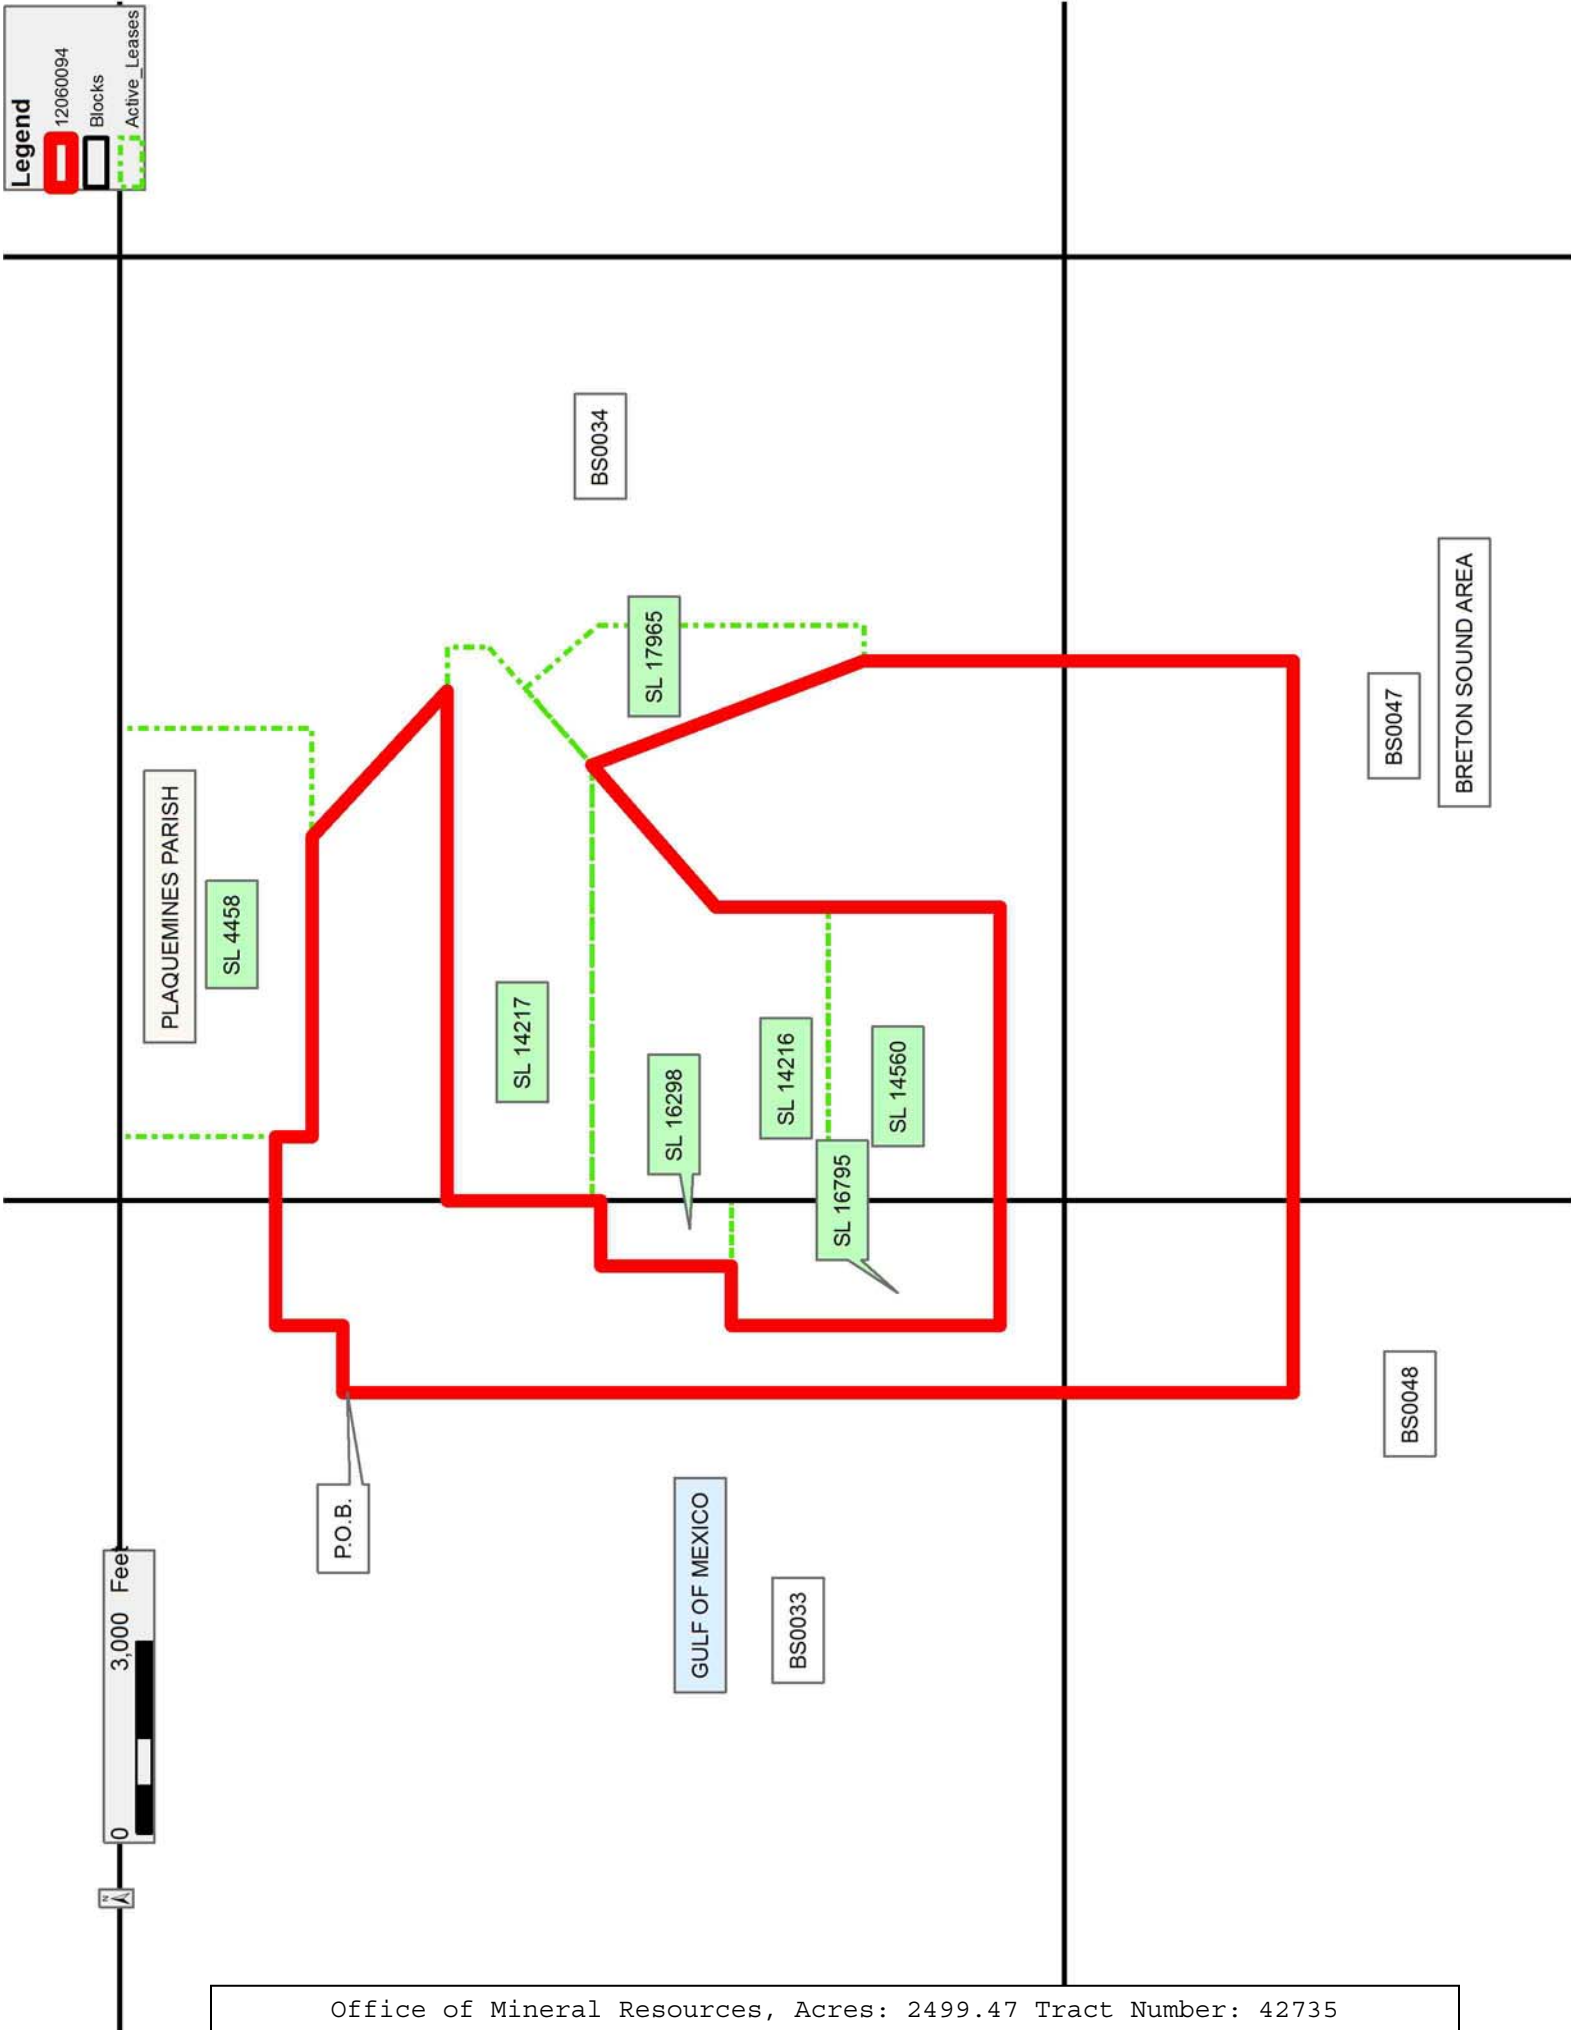 Legend
12060094
Blocks
Active_Leases
0 3,000 Feet
N
PLAQUEMINES PARISH
SL 4458
P.O.B.
SL 14217
BS0034
SL 17965
SL 16298
GULF OF MEXICO
SL 14216
BS0033
SL 16795
SL 14560
BS0047
BS0048
BRETON SOUND AREA
Office of Mineral Resources, Acres: 2499.47 Tract Number: 42735